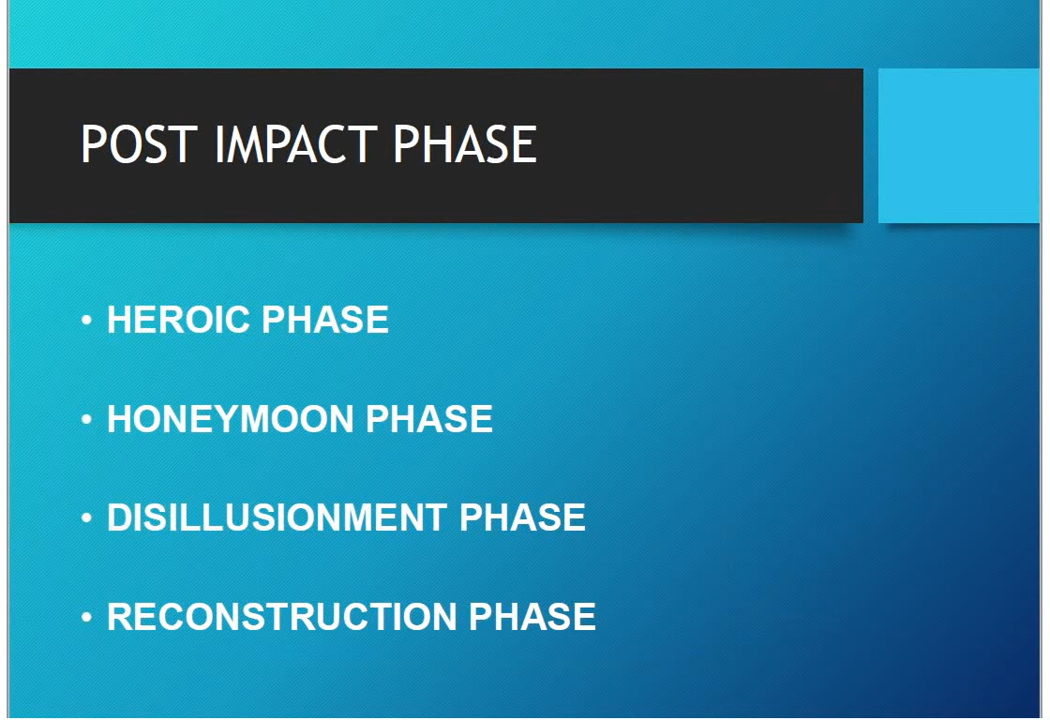 POST IMPACT PHASE
• HEROIC PHASE
• HONEYMOON PHASE
• DISILLUSIONMENT PHASE
• RECONSTRUCTION PHASE